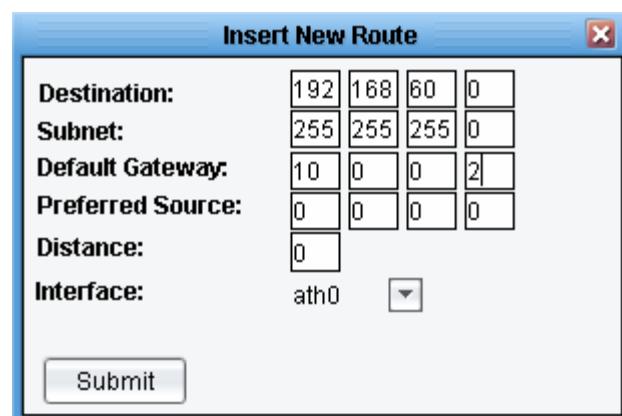 Insert New Route
Destination: 192 168 60 0
Subnet: 255 255 255 0
Default Gateway: 10 0 0 2
Preferred Source: 0 0 0 0
Distance: 0
Interface: ath0
Submit